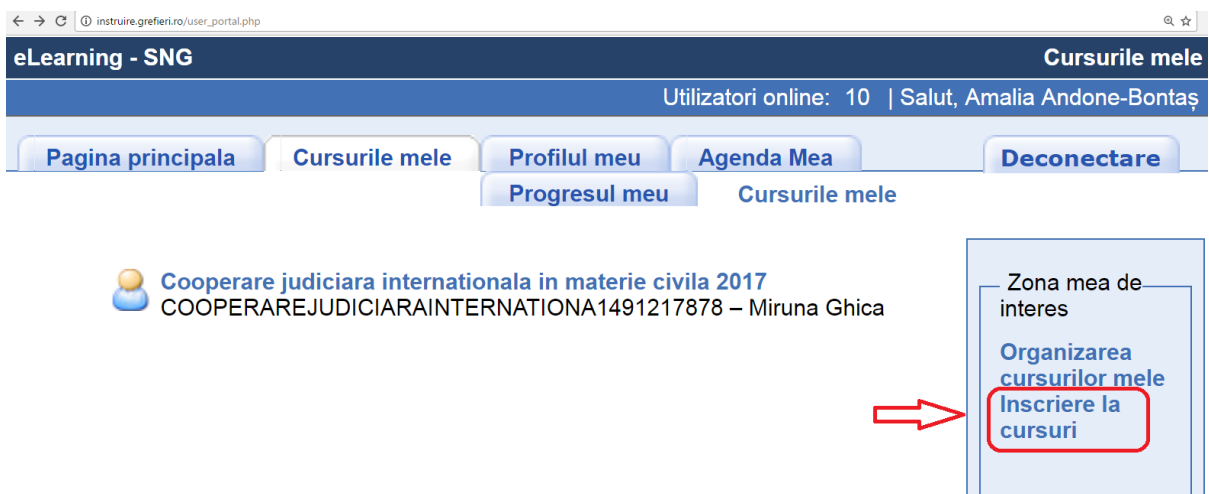 instruire.grefieri.ro/user_portal.php
eLearning - SNG
Cursurile mele
Utilizatori online: 10 | Salut, Amalia Andone-Bontaș
Pagina principala
Cursurile mele
Profilul meu
Agenda Mea
Deconectare
Progresul meu
Cursurile mele
Cooperare judiciara internationala in materie civila 2017
COOPERAREJUDICIARAINTERNATIONA1491217878 – Miruna Ghica
Zona mea de
interes
Organizarea
cursurilor mele
Inscriere la
cursuri